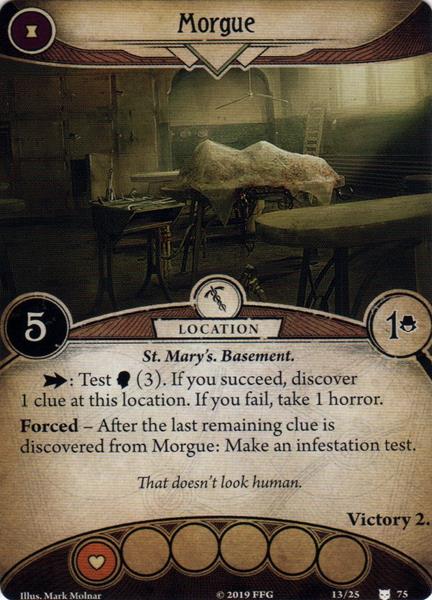 Morgue
5
LOCATION
1
St. Mary's. Basement.
: Test (3). If you succeed, discover
1 clue at this location. If you fail, take 1 horror.
Forced – After the last remaining clue is
discovered from Morgue: Make an infestation test.
That doesn't look human.
Victory 2.
Illus. Mark Molnar © 2019 FFG 13/25 75